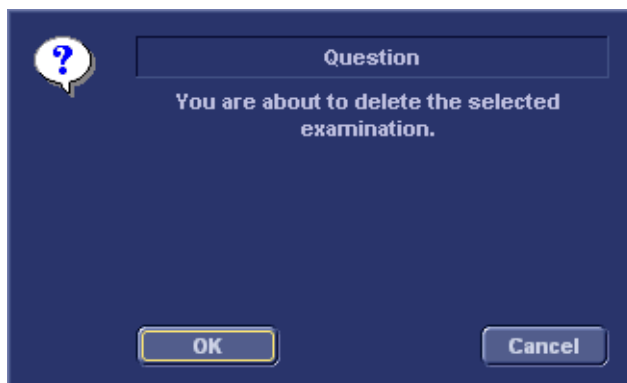 ?
Question
You are about to delete the selected
examination.
OK
Cancel